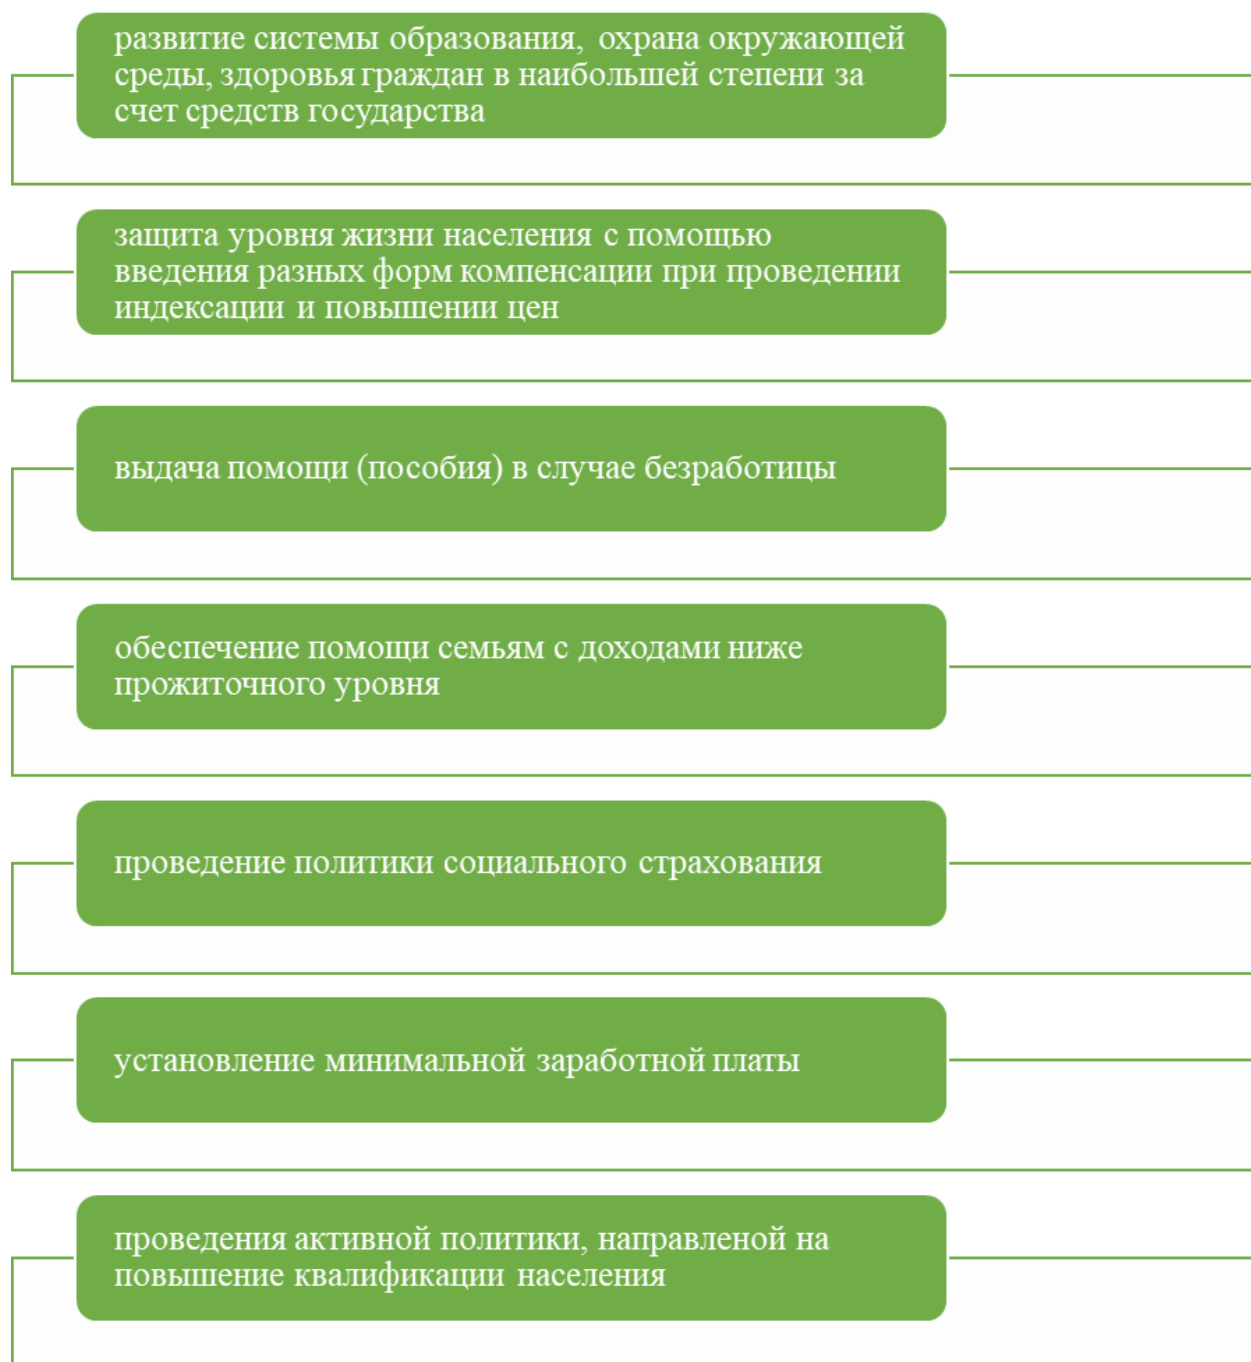 развитие системы образования, охрана окружающей
среды, здоровья граждан в наибольшей степени за
счет средств государства
защита уровня жизни населения с помощью
введения разных форм компенсации при проведении
индексации и повышении цен
выдача помощи (пособия) в случае безработицы
обеспечение помощи семьям с доходами ниже
прожиточного уровня
проведение политики социального страхования
установление минимальной заработной платы
проведения активной политики, направленой на
повышение квалификации населения